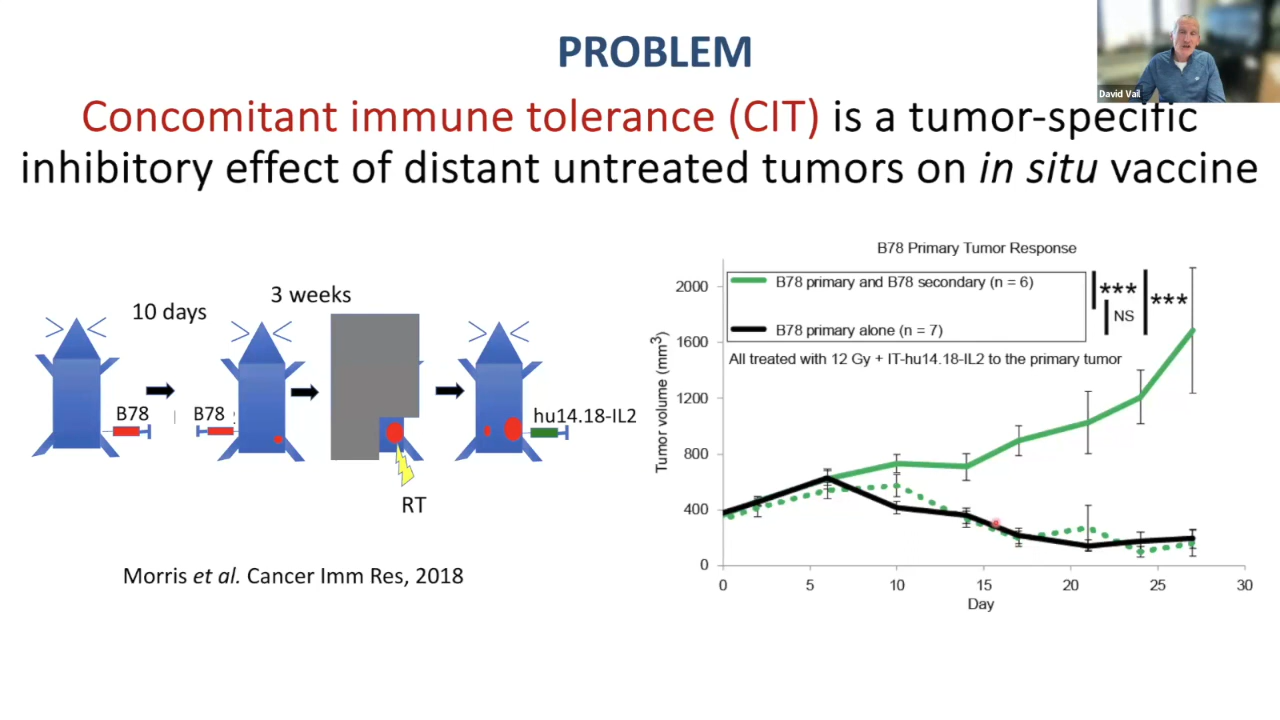 PROBLEM
David Vail
Concomitant immune tolerance (CIT) is a tumor-specific
inhibitory effect of distant untreated tumors on in situ vaccine
10 days
3 weeks
B78
B78
hu14.18-IL2
RT
Morris et al. Cancer Imm Res, 2018
B78 Primary Tumor Response
B78 primary and B78 secondary (n = 6)
B78 primary alone (n = 7)
***
NS
***
All treated with 12 Gy + IT-hu14.18-IL2 to the primary tumor
Tumor volume (mm³)
2000
1600
1200
800
400
0
0 5 10 15 20 25 30
Day